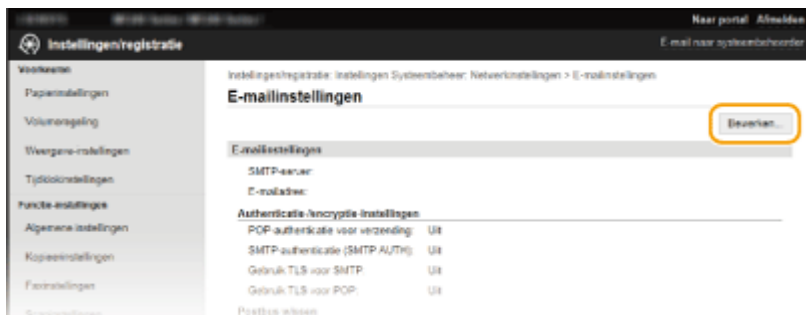 Naar portal Afmelden
Instellingen/registratie
E-mail naar systeembeheerder
Voorkeuren
Papierinstellingen
Volumeregeling
Weergave-instellingen
Tijdklokinstellingen
Functie-instellingen
Algemene instellingen
Kopieerinstellingen
Faxinstellingen
Instellingen/registratie: Instellingen Systeembeheer: Netwerkinstellingen > E-mailinstellingen
E-mailinstellingen
Bewerken...
E-mailinstellingen
SMTP-server:
E-mailadres:
Authenticatie-/encryptie-instellingen
POP-authenticatie voor verzending: Uit
SMTP-authenticatie (SMTP AUTH): Uit
Gebruik TLS voor SMTP: Uit
Gebruik TLS voor POP: Uit
Postbus wissen